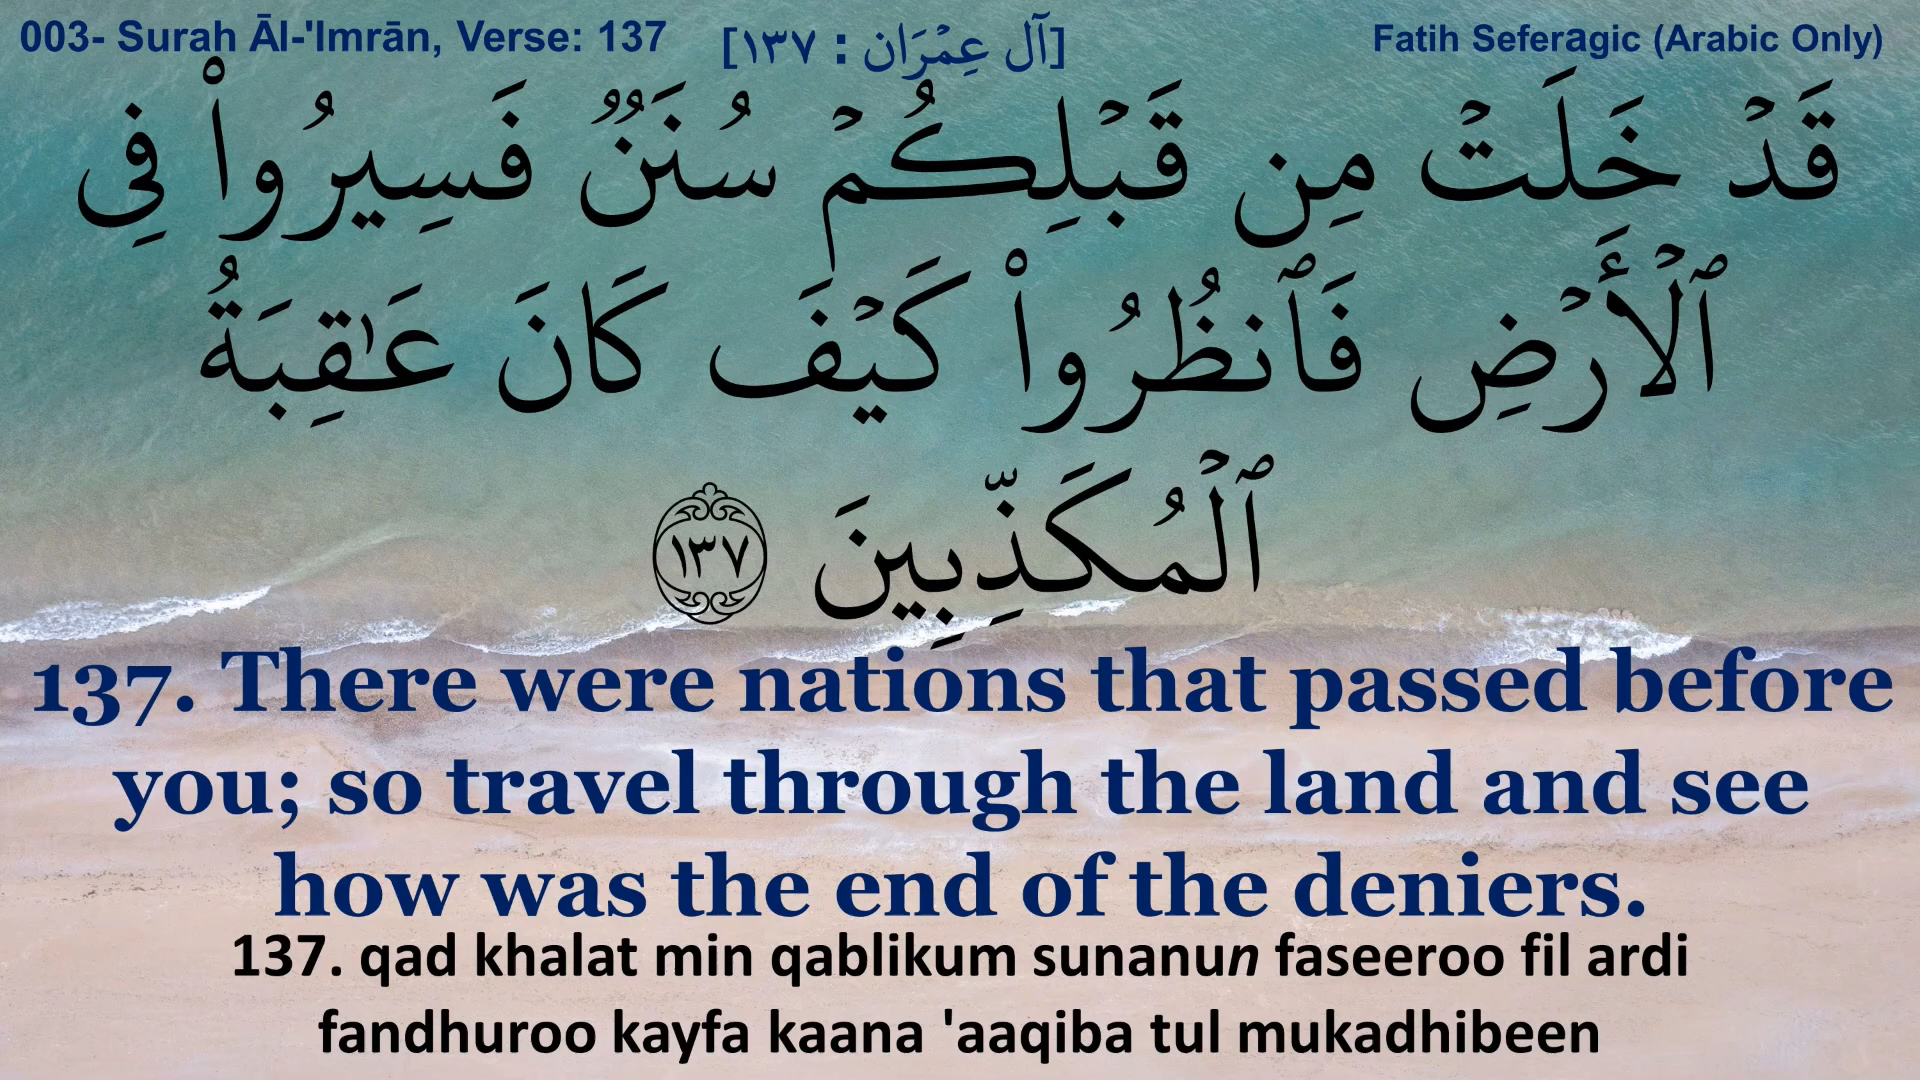 003- Surah Āl-'Imrān, Verse: 137
[آل عِمْرَان : ١٣٧]
Fatih Seferagic (Arabic Only)
قَدۡ خَلَتۡ مِن قَبۡلِكُمۡ سُنَنٞ فَسِيرُواْ فِي
ٱلۡأَرۡضِ فَٱنظُرُواْ كَيۡفَ كَانَ عَٰقِبَةُ
ٱلۡمُكَذِّبِينَ ١٣٧
137. There were nations that passed before
you; so travel through the land and see
how was the end of the deniers.
137. qad khalat min qablikum sunanun faseeroo fil ardi
fandhuroo kayfa kaana 'aaqiba tul mukadhibeen